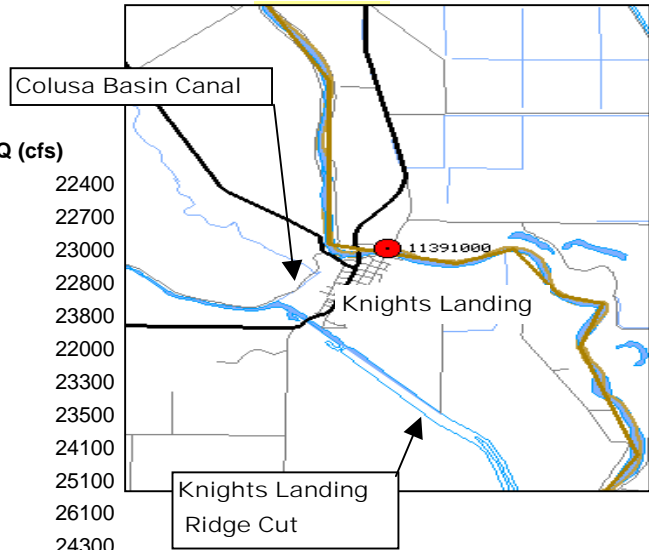 Colusa Basin Canal
Q (cfs)
22400
22700
23000
22800
23800
22000
23300
23500
24100
25100
26100
24300
11391000
Knights Landing
Knights Landing
Ridge Cut